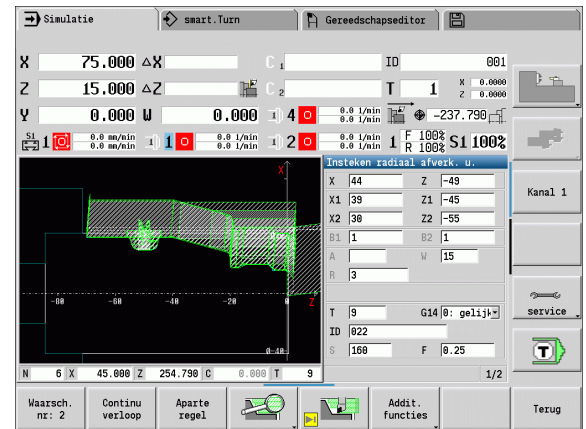 Simulatie smart.Turn Gereedschapseditor
X 75.000 △X C 1 ID 001
Z 15.000 △Z C 2 T 1 X 0.0000 Z 0.0000
Y 0.000 U 0.000 1) 4 0.0 1/min 0.0 1/min -237.790
S1 1 0.0 mm/min 0.0 mm/min 1) 1 0.0 1/min 0.0 1/min 1) 2 0.0 1/min 0.0 1/min 1 F 100% R 100% S1 100%
Insteken radiaal afwerk. u.
X 44 Z -49
X1 39 Z1 -45
X2 30 Z2 -55
B1 1 B2 1
A W 15
R 3
T 9 G14 0: gelijk
ID 022
S 160 F 0.25
1/2
X
-80 -60 -40 -20 0 Z
0-40
N 6 X 45.000 Z 254.790 C 0.000 T 9
Kanal 1
service
T
Waarsch. nr: 2
Continu verloop
Aparte regel
Addit. functies
Terug